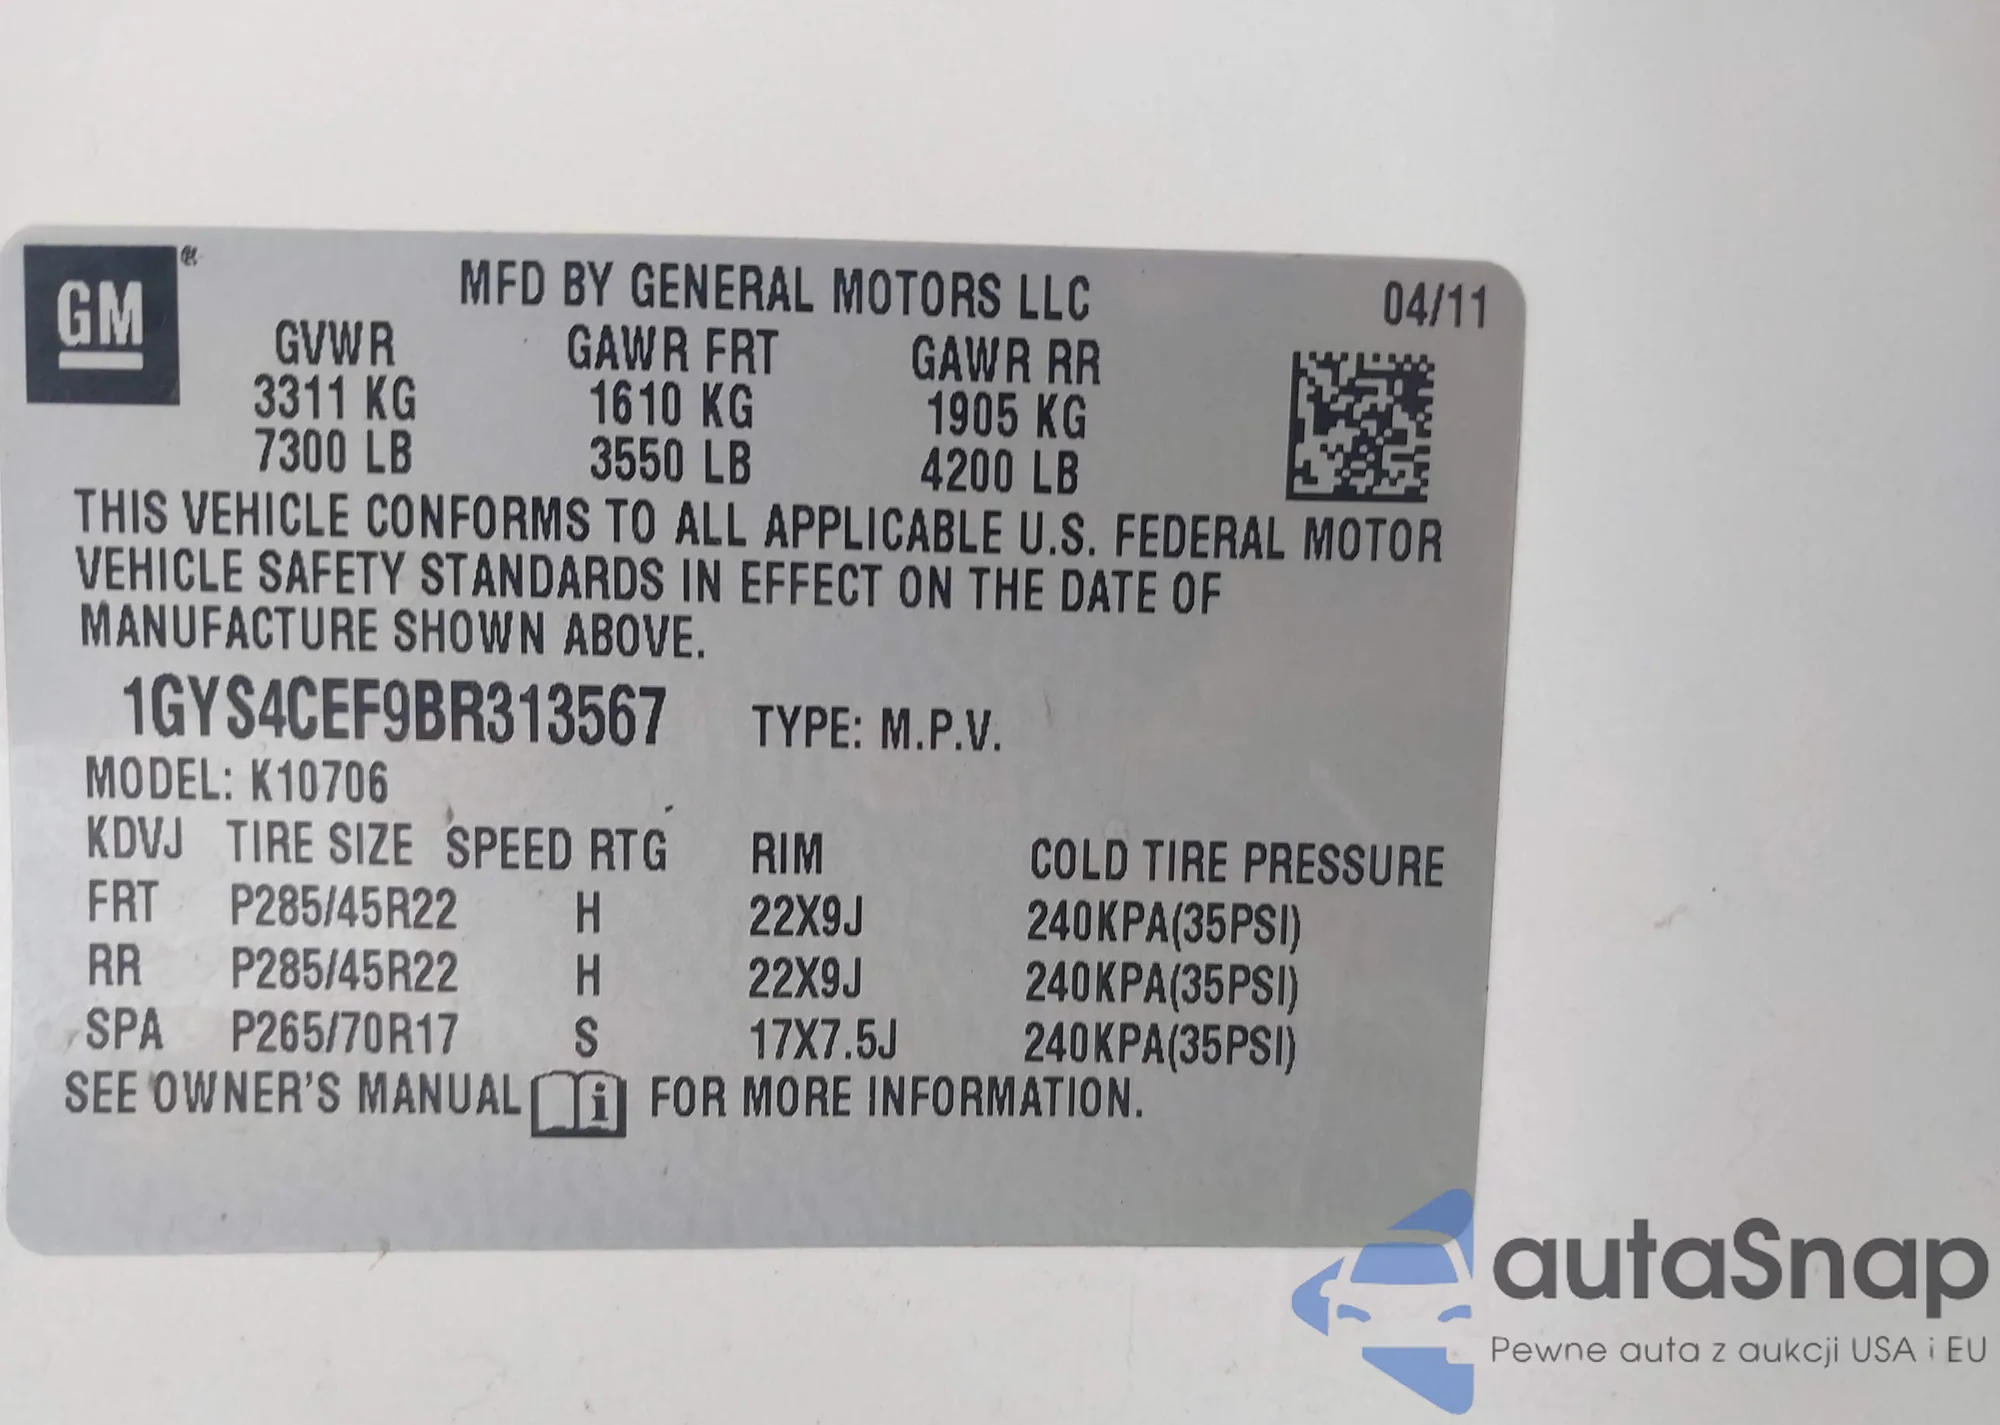 GM
MFD BY GENERAL MOTORS LLC 04/11
GVWR GAWR FRT GAWR RR
3311 KG 1610 KG 1905 KG
7300 LB 3550 LB 4200 LB
THIS VEHICLE CONFORMS TO ALL APPLICABLE U.S. FEDERAL MOTOR
VEHICLE SAFETY STANDARDS IN EFFECT ON THE DATE OF
MANUFACTURE SHOWN ABOVE.
1GYS4CEF9BR313567 TYPE: M.P.V.
MODEL: K10706
KDVJ TIRE SIZE SPEED RTG RIM COLD TIRE PRESSURE
FRT P285/45R22 H 22X9J 240KPA(35PSI)
RR P285/45R22 H 22X9J 240KPA(35PSI)
SPA P265/70R17 S 17X7.5J 240KPA(35PSI)
SEE OWNER'S MANUAL i FOR MORE INFORMATION.
autaSnap
Pewne auta z aukcji USA i EU